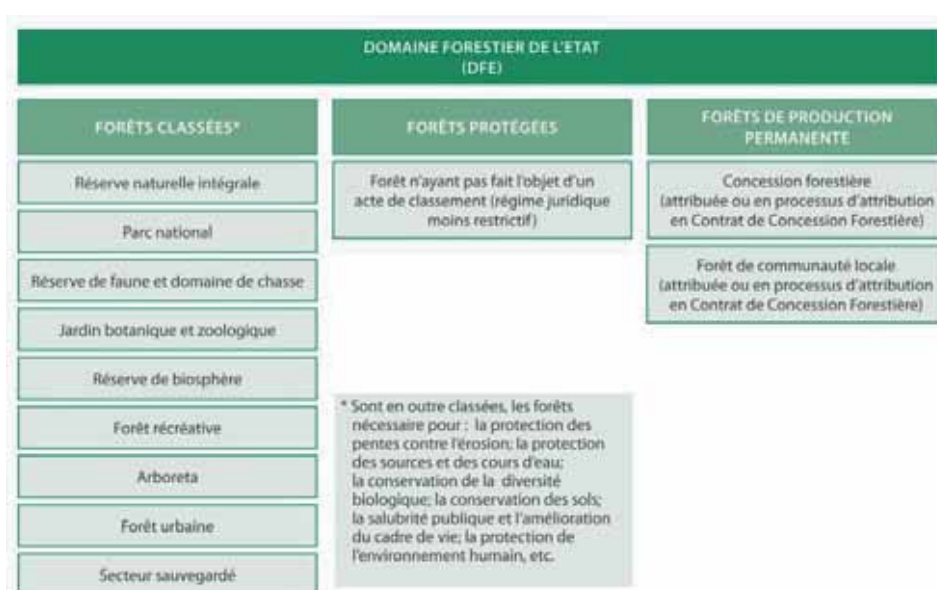 DOMAINE FORESTIER DE L'ETAT
(DFE)
FORÊTS CLASSÉES*
Réserve naturelle intégrale
Parc national
Réserve de faune et domaine de chasse
Jardin botanique et zoologique
Réserve de biosphère
Forêt récréative
Arboreta
Forêt urbaine
Secteur sauvegardé
FORÊTS PROTÉGÉES
Forêt n'ayant pas fait l'objet d'un
acte de classement (régime juridique
moins restrictif)
* Sont en outre classées, les forêts
nécessaire pour : la protection des
pentes contre l'érosion; la protection
des sources et des cours d'eau;
la conservation de la diversité
biologique; la conservation des sols;
la salubrité publique et l'amélioration
du cadre de vie; la protection de
l'environnement humain, etc.
FORÊTS DE PRODUCTION
PERMANENTE
Concession forestière
(attribuée ou en processus d'attribution
en Contrat de Concession Forestière)
Forêt de communauté locale
(attribuée ou en processus d'attribution
en Contrat de Concession Forestière)